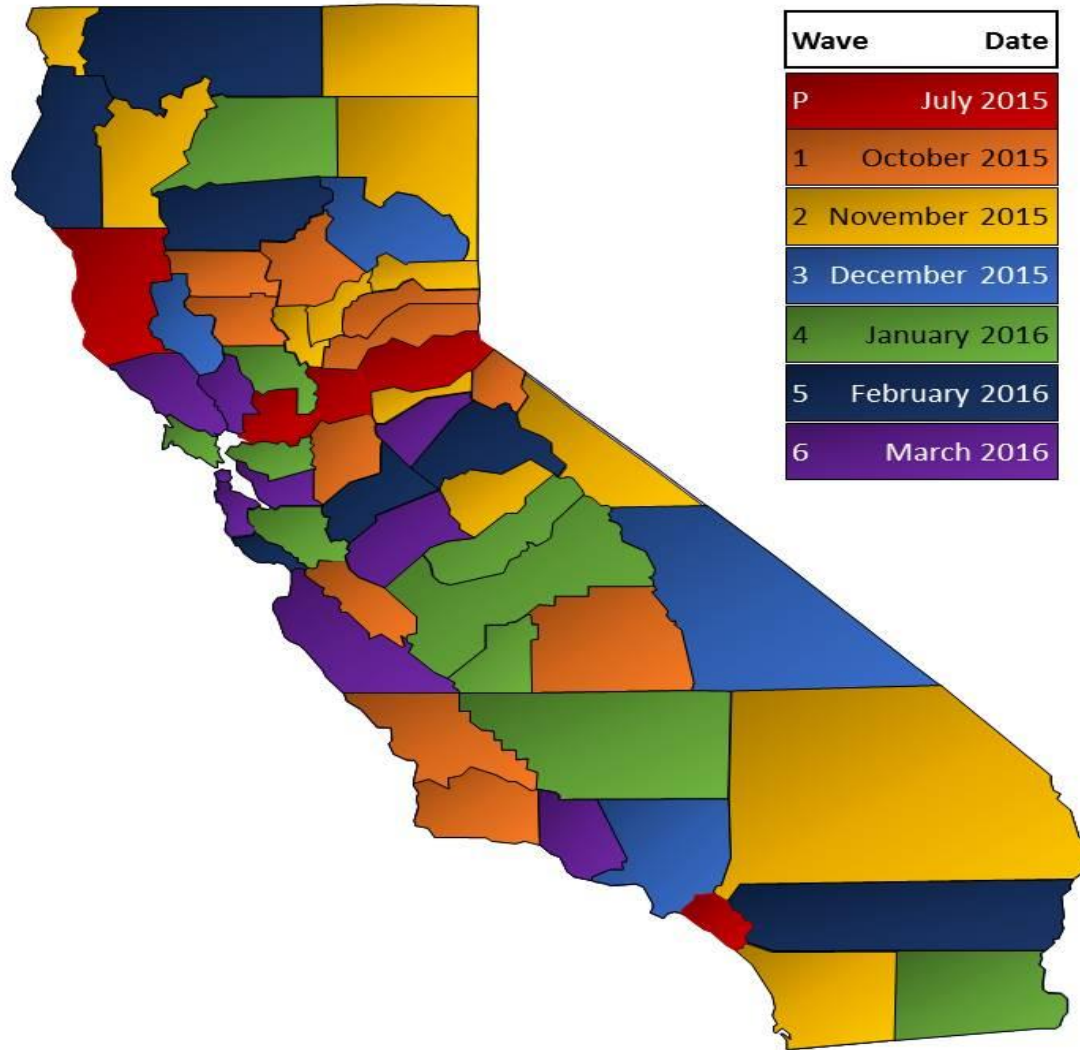 Wave Date
P July 2015
1 October 2015
2 November 2015
3 December 2015
4 January 2016
5 February 2016
6 March 2016